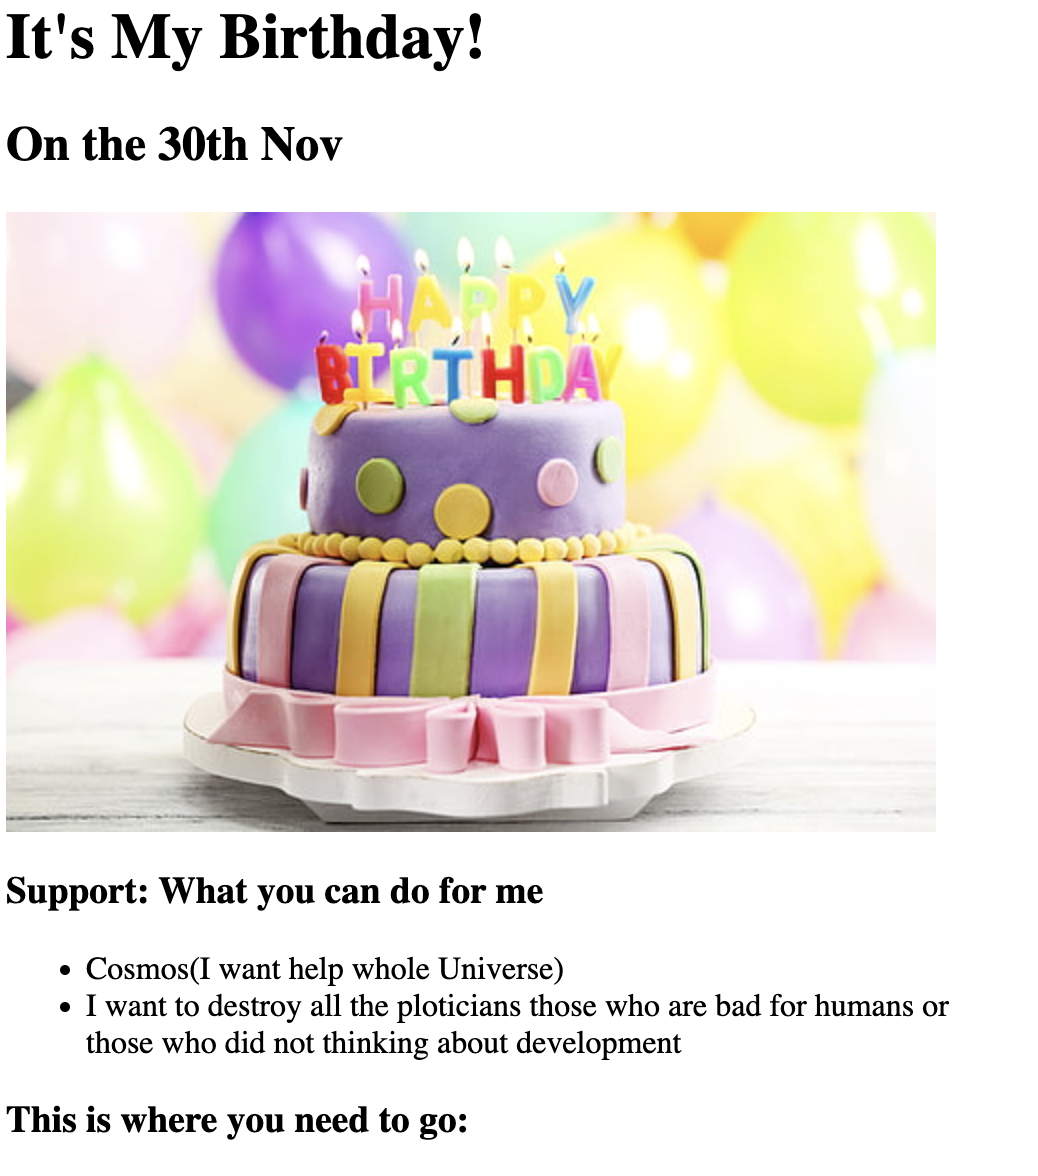 It's My Birthday!
On the 30th Nov
HAPPY
BIRTHDAY
Support: What you can do for me
Cosmos(I want help whole Universe)
I want to destroy all the ploticians those who are bad for humans or
those who did not thinking about development
This is where you need to go: